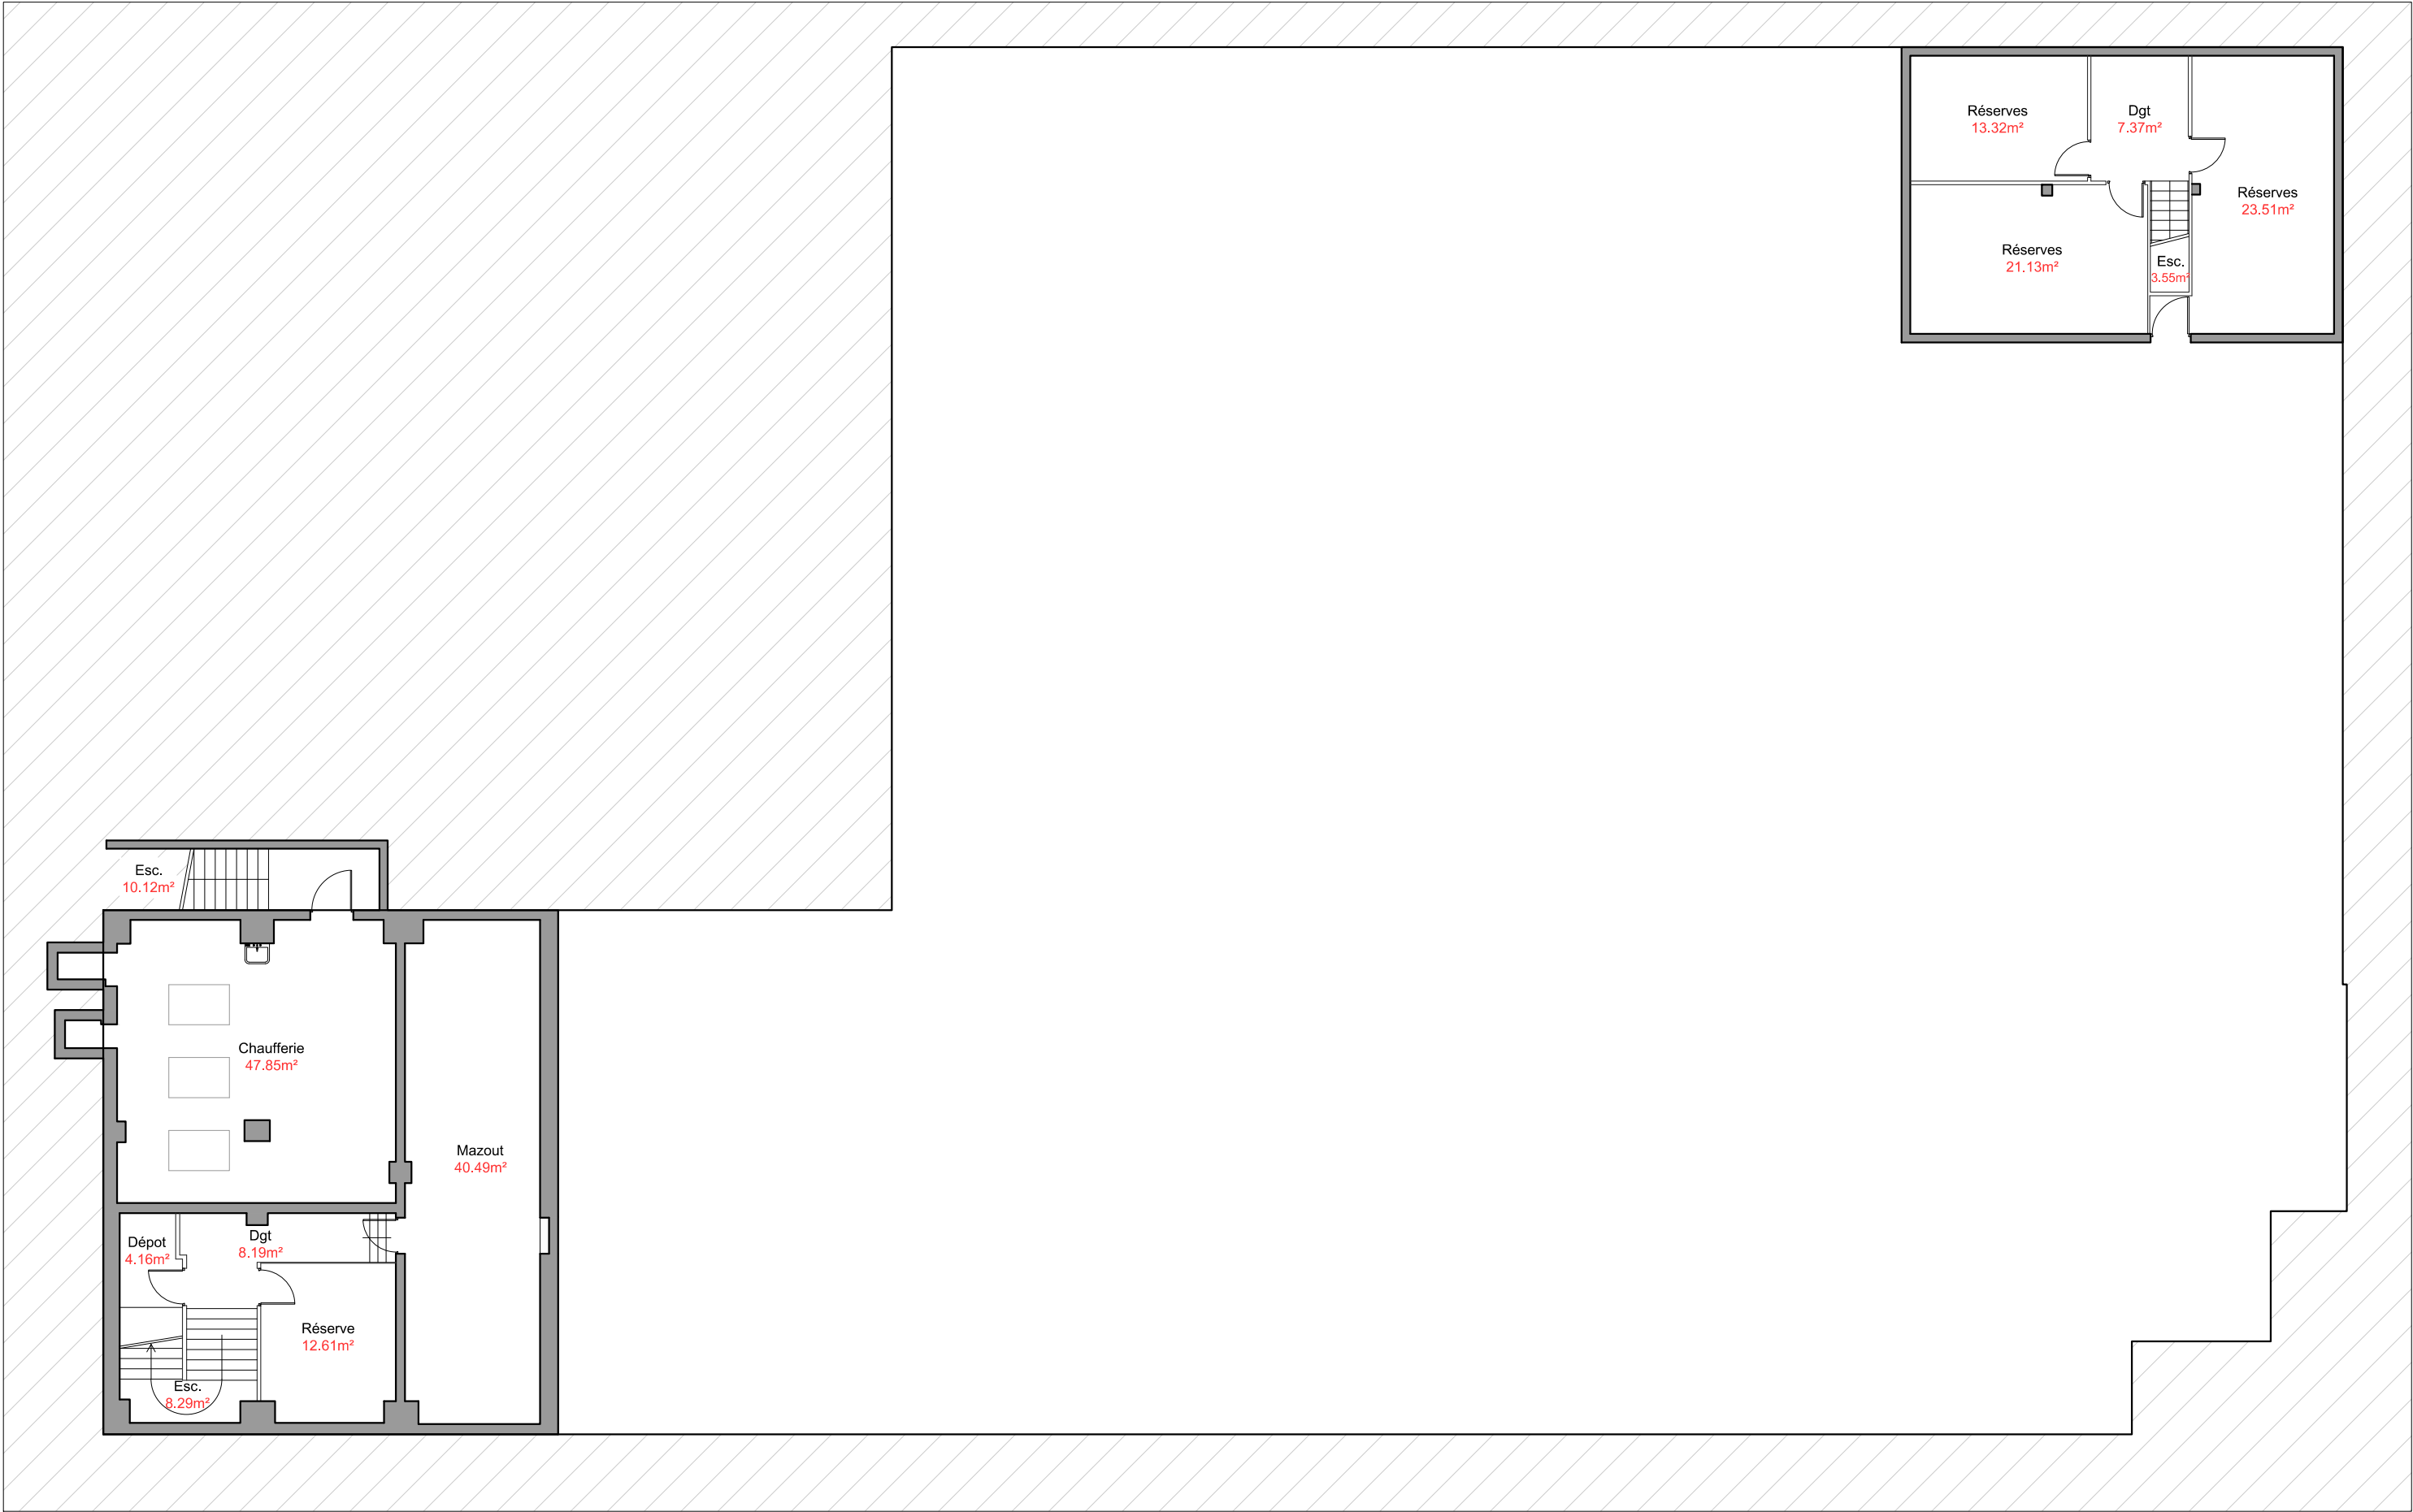 Réserves
13.32m²
Dgt
7.37m²
Réserves
23.51m²
Réserves
21.13m²
Esc.
3.55m²
Esc.
10.12m²
Chaufferie
47.85m²
Mazout
40.49m²
Dépot
4.16m²
Dgt
8.19m²
Réserve
12.61m²
Esc.
8.29m²